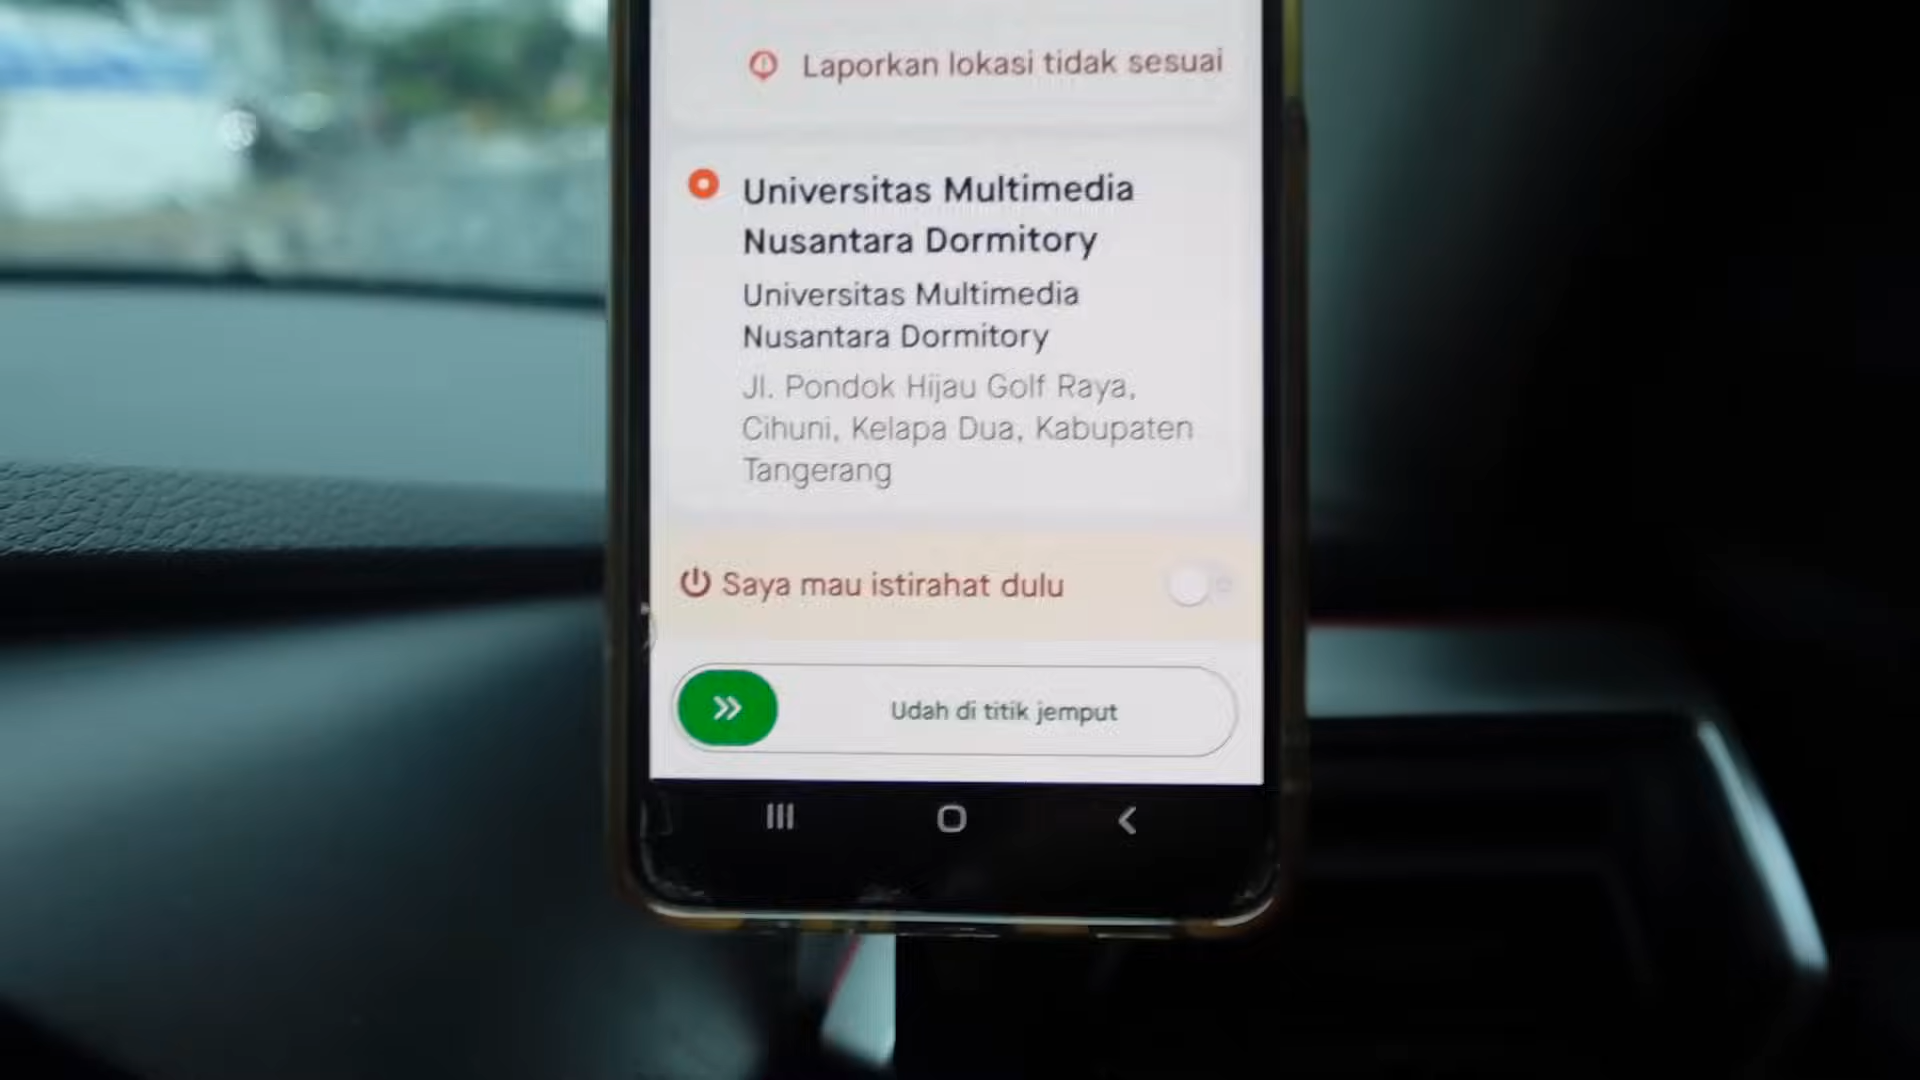 Laporkan lokasi tidak sesuai
Universitas Multimedia
Nusantara Dormitory
Universitas Multimedia
Nusantara Dormitory
Jl. Pondok Hijau Golf Raya,
Cihuni, Kelapa Dua, Kabupaten
Tangerang
Saya mau istirahat dulu
Udah di titik jemput